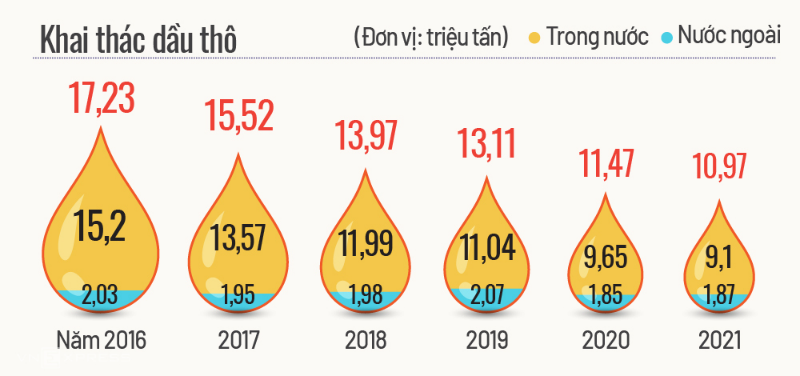 Khai thác dầu thô
(Đơn vị: triệu tấn) Trong nước Nước ngoài
17,23 15,52 13,97 13,11 11,47 10,97
15,2 13,57 11,99 11,04 9,65 9,1
2,03 1,95 1,98 2,07 1,85 1,87
Năm 2016 2017 2018 2019 2020 2021